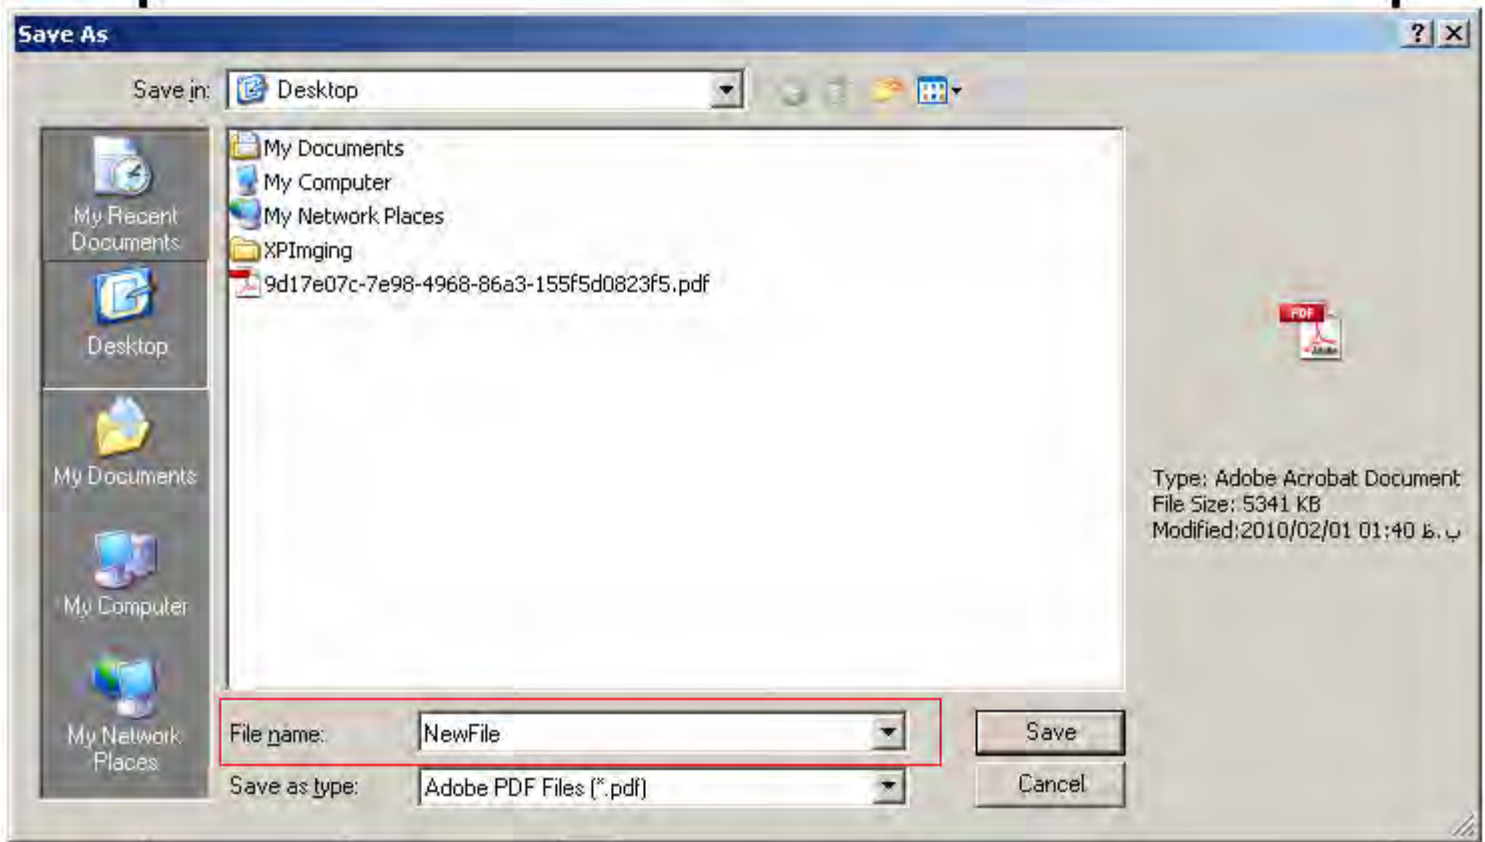 Save As
Save in:
Desktop
My Recent
Documents
Desktop
My Documents
My Computer
My Network
Places
My Documents
My Computer
My Network Places
XPImging
9d17e07c-7e98-4968-86a3-155f5d0823f5.pdf
PDF
Adobe
Type: Adobe Acrobat Document
File Size: 5341 KB
Modified:2010/02/01 01:40 ب.ظ
File name:
NewFile
Save
Save as type:
Adobe PDF Files (*.pdf)
Cancel